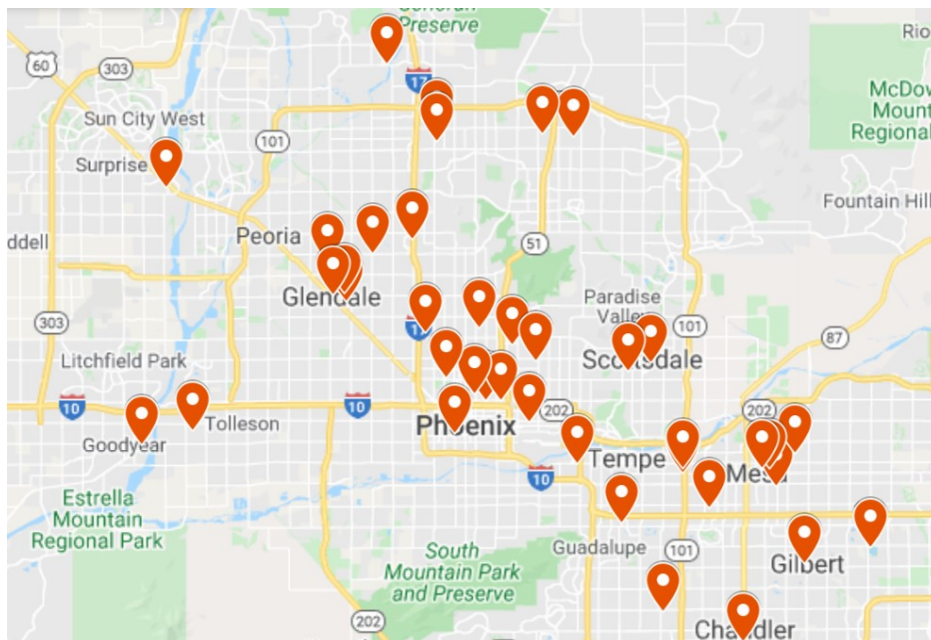 Sonoran
Preserve
Rio
60
303
17
McDow
Mount
Regional
Sun City West
101
Surprise
Fountain Hill
Peoria
51
ddell
Glendale
Paradise
Valley
303
101
87
Scottsdale
Litchfield Park
10
10
202
202
Tolleson
Phoenix
Goodyear
Tempe
Mesa
10
Estrella
Mountain
Regional Park
Guadalupe
101
South
Mountain Park
and Preserve
Gilbert
202
Chandler